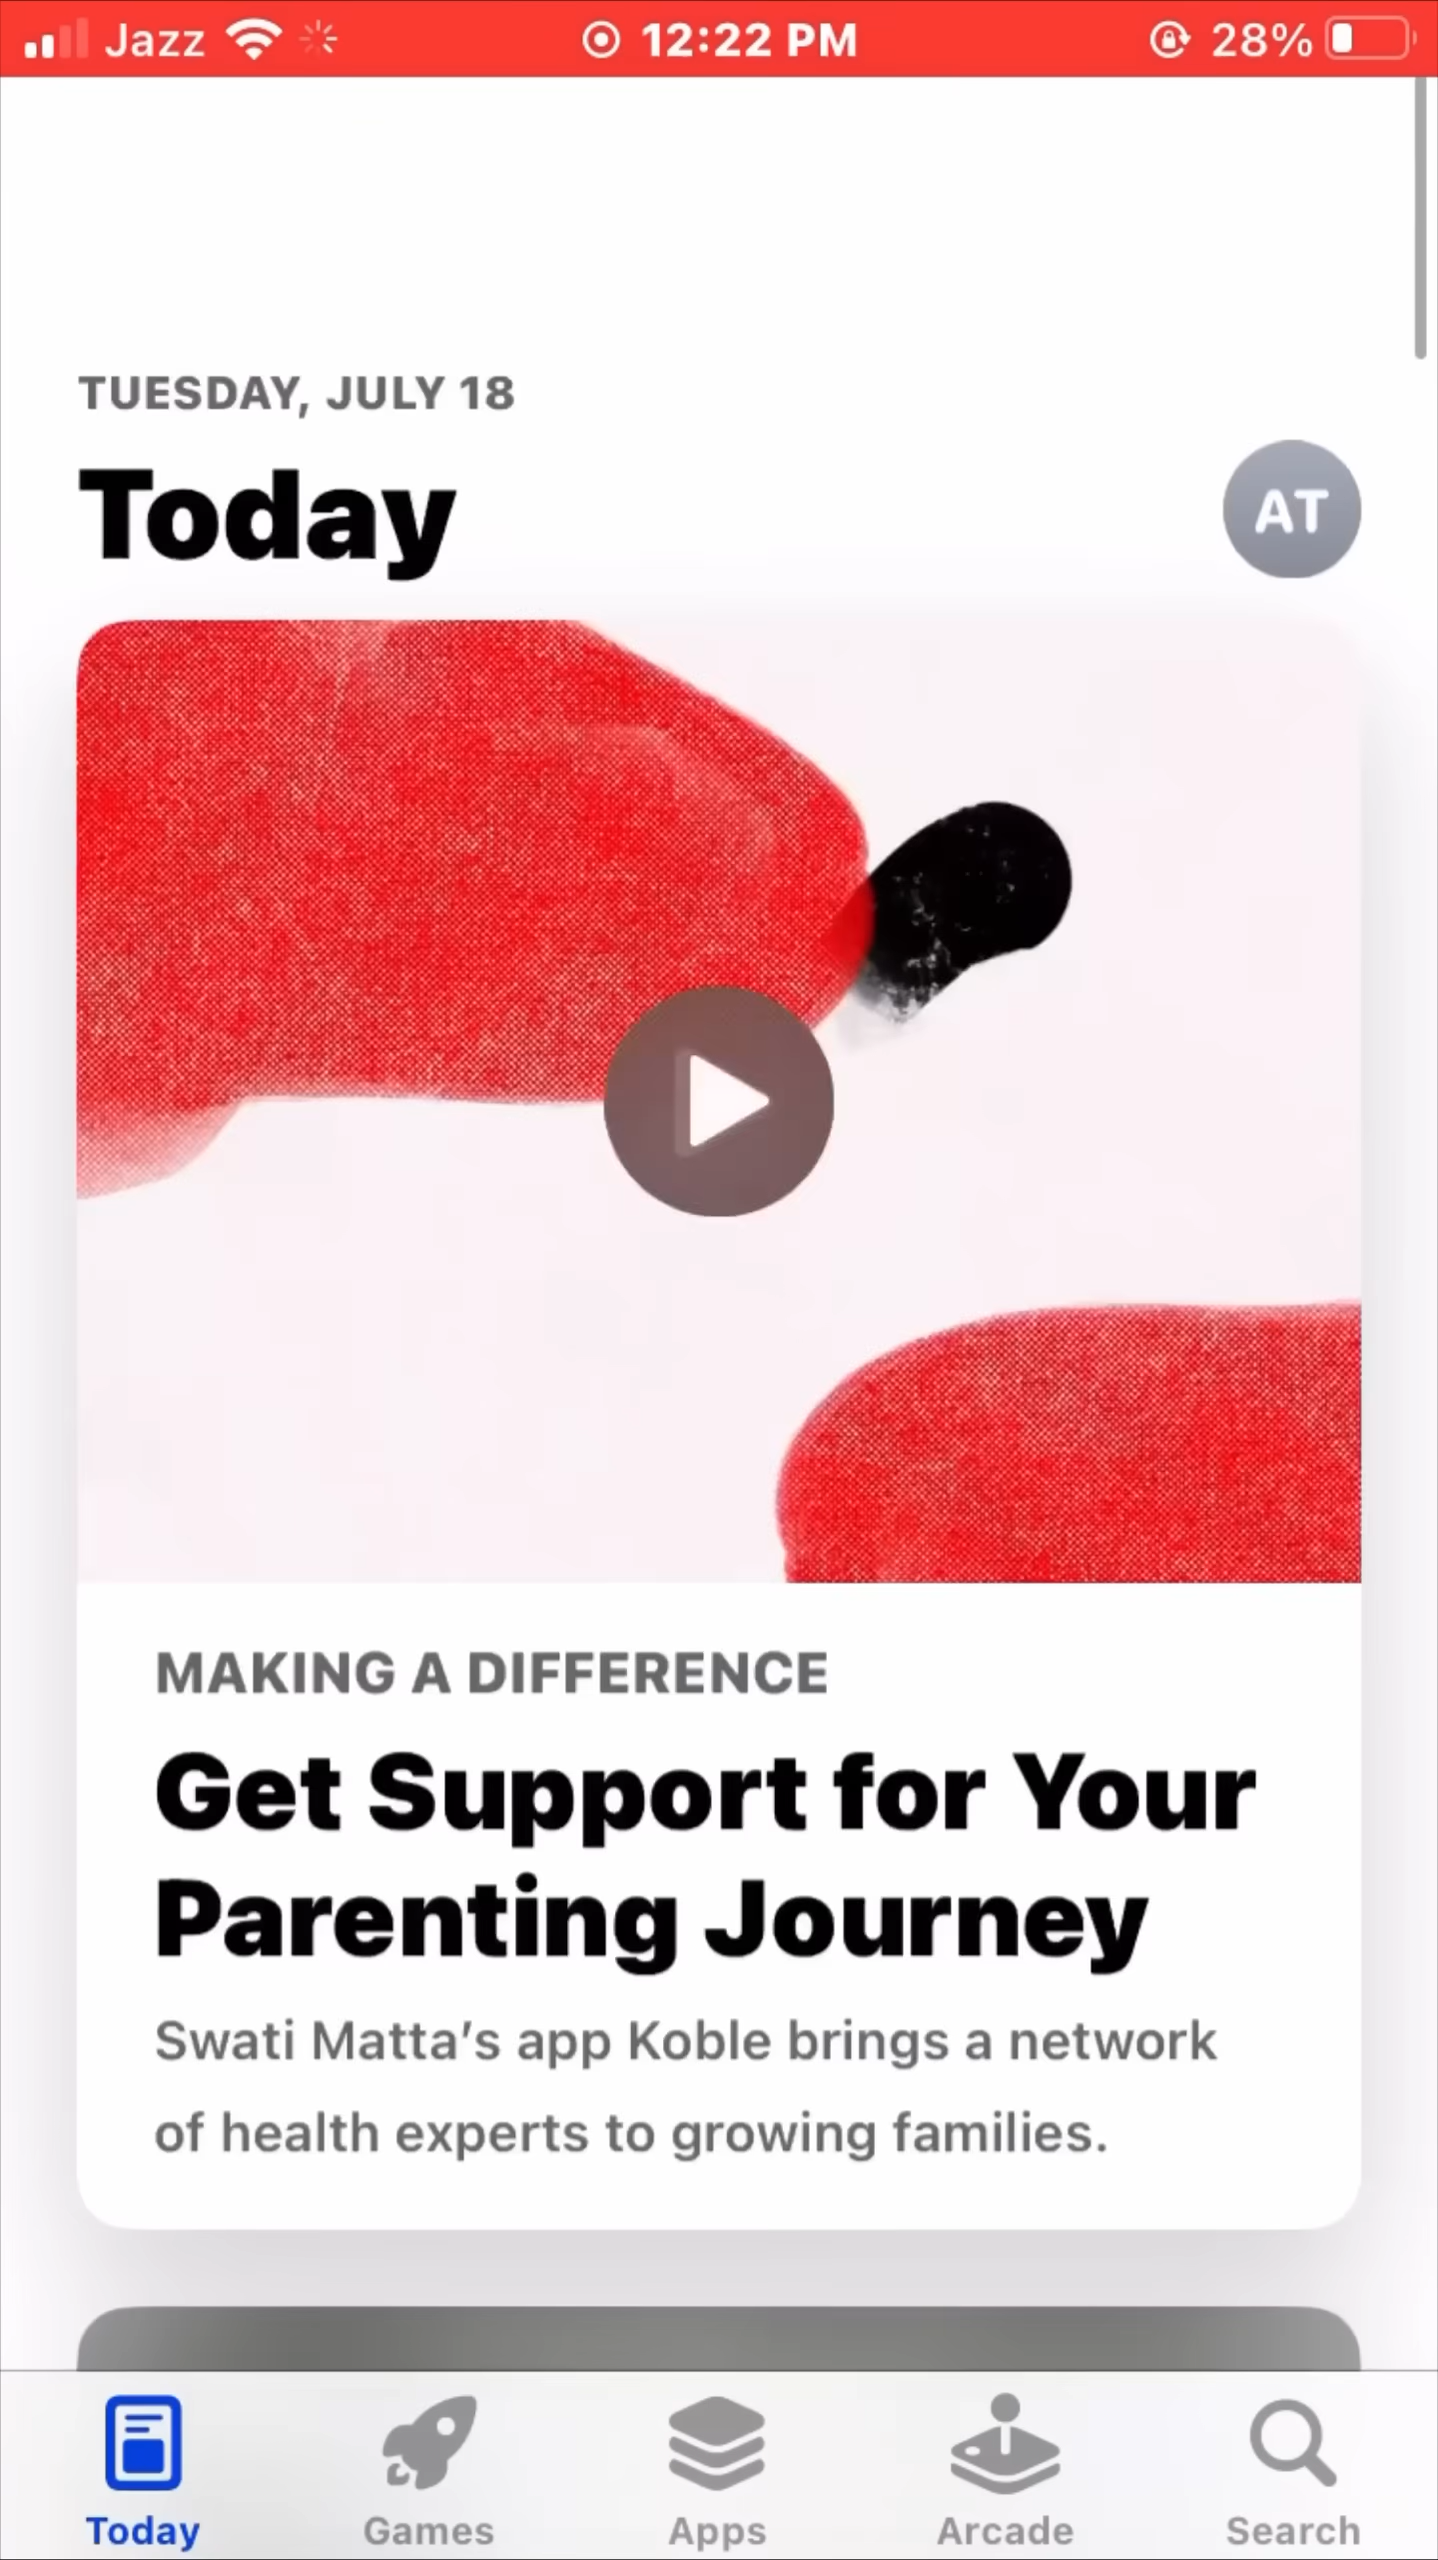 Jazz 12:22 PM 28%
TUESDAY, JULY 18
Today
AT
MAKING A DIFFERENCE
Get Support for Your
Parenting Journey
Swati Matta’s app Koble brings a network
of health experts to growing families.
Today Games Apps Arcade Search